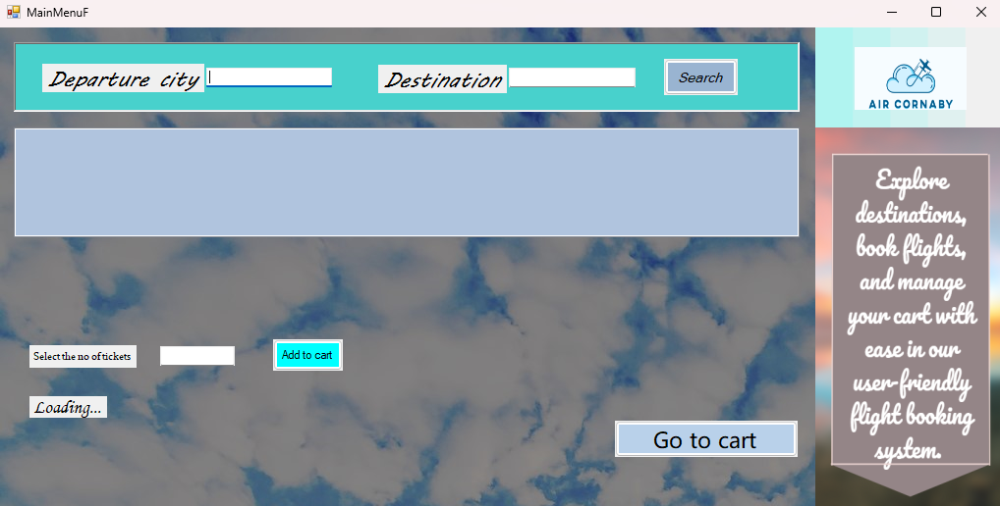 MainMenuF
Departure city
Destination
Search
AIR CORNABY
Explore
destinations,
book flights,
and manage
your cart with
ease in our
user-friendly
flight booking
system.
Select the no of tickets
Add to cart
Loading...
Go to cart